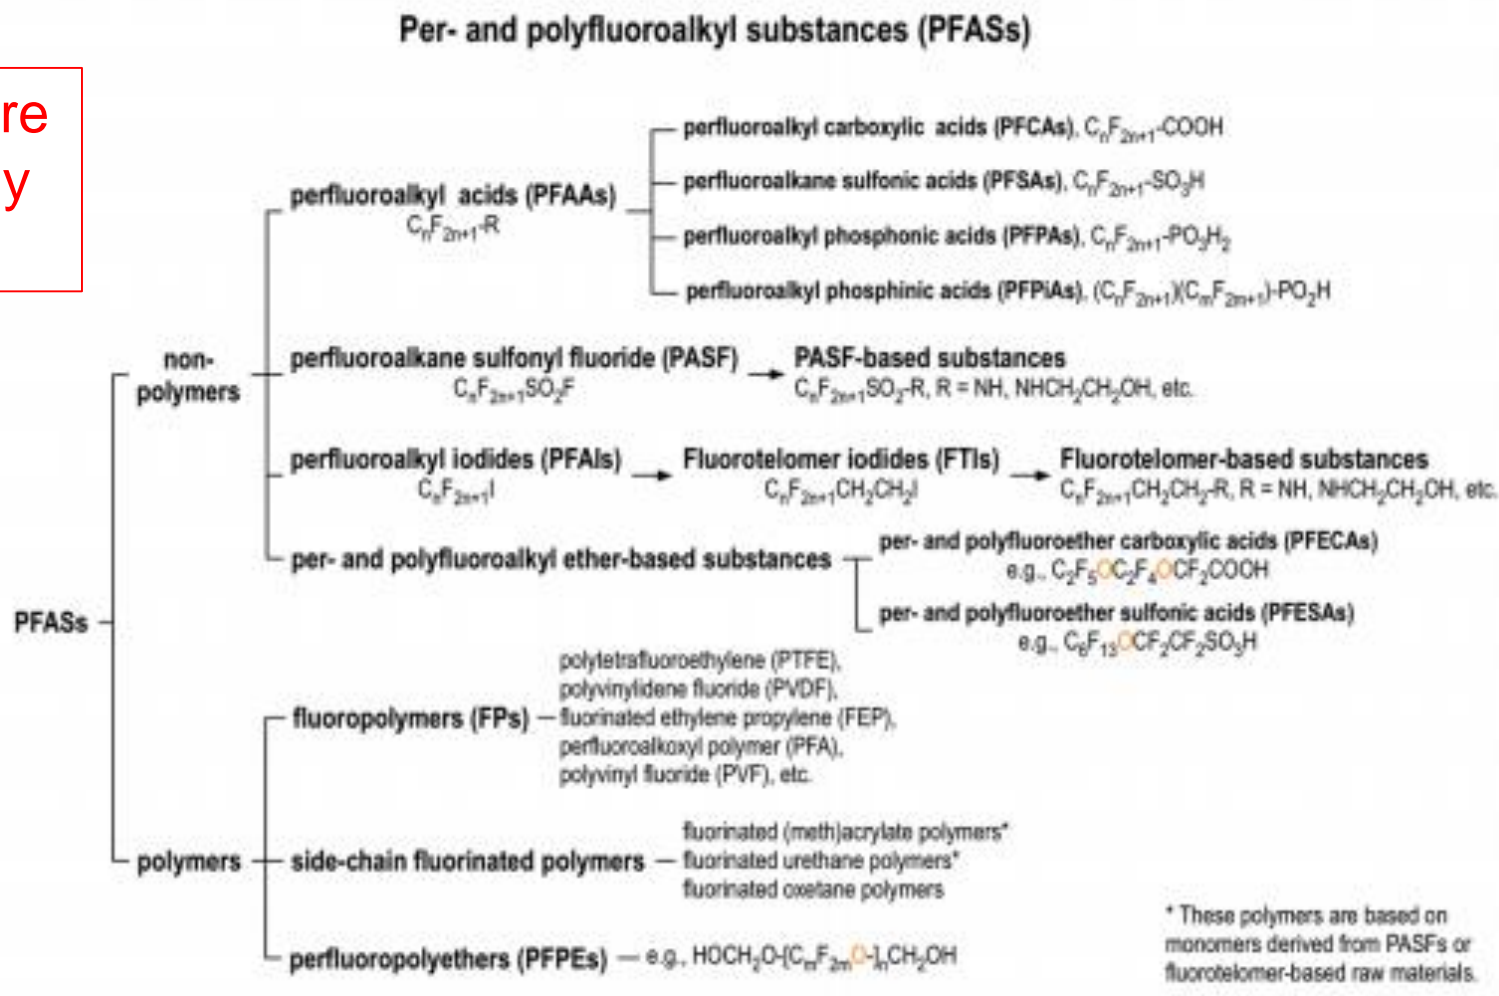 Per- and polyfluoroalkyl substances (PFASs)
re
y
perfluoroalkyl carboxylic acids (PFCAs), CₙF₂ₙ₊₁-COOH
perfluoroalkane sulfonic acids (PFSAs), CₙF₂ₙ₊₁-SO₃H
perfluoroalkyl acids (PFAAs)
CₙF₂ₙ₊₁-R
perfluoroalkyl phosphonic acids (PFPAs), CₙF₂ₙ₊₁-PO₃H₂
perfluoroalkyl phosphinic acids (PFPiAs), (CₙF₂ₙ₊₁)(CₘF₂ₘ₊₁)-PO₂H
non-
polymers
perfluoroalkane sulfonyl fluoride (PASF)
CₙF₂ₙ₊₁SO₂F
PASF-based substances
CₙF₂ₙ₊₁SO₂-R, R = NH, NHCH₂CH₂OH, etc.
perfluoroalkyl iodides (PFAIs)
CₙF₂ₙ₊₁I
Fluorotelomer iodides (FTIs)
CₙF₂ₙ₊₁CH₂CH₂I
Fluorotelomer-based substances
CₙF₂ₙ₊₁CH₂CH₂-R, R = NH, NHCH₂CH₂OH, etc.
per- and polyfluoroalkyl ether-based substances
per- and polyfluoroether carboxylic acids (PFECAs)
e.g., C₂F₅OC₂F₄OCF₂COOH
per- and polyfluoroether sulfonic acids (PFESAs)
e.g., C₆F₁₃OCF₂CF₂SO₃H
PFASs
polytetrafluoroethylene (PTFE),
polyvinylidene fluoride (PVDF),
fluoropolymers (FPs)
fluorinated ethylene propylene (FEP),
perfluoroalkoxyl polymer (PFA),
polyvinyl fluoride (PVF), etc.
polymers
side-chain fluorinated polymers
fluorinated (meth)acrylate polymers*
fluorinated urethane polymers*
fluorinated oxetane polymers
perfluropolyethers (PFPEs)
e.g., HOCH₂O-[CₘF₂ₘO-]ₙCH₂OH
* These polymers are based on
monomers derived from PASFs or
fluorotelomer-based raw materials.